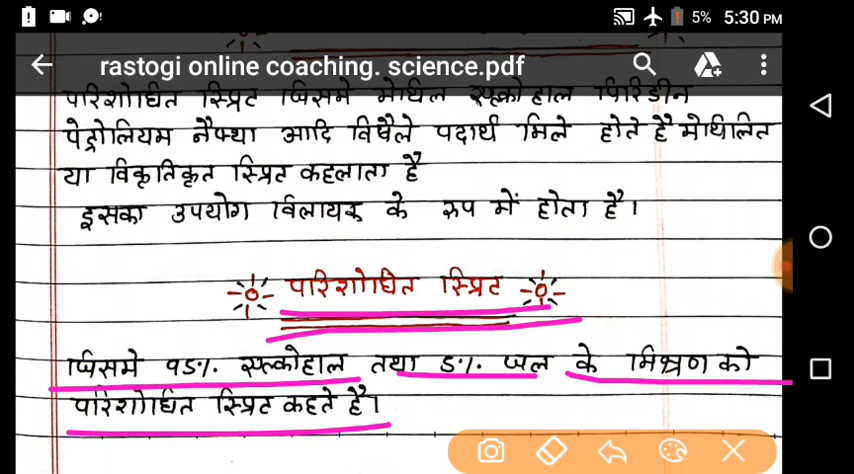 5% 5:30 PM
rastogi online coaching. science.pdf
परिशोधित स्प्रिट जिसमे मेथिल एल्कोहाल पिरिडीन
पेट्रोलियम नैफ्था आदि विषैले पदार्थ मिले होते है मेथिलित
या विकृतिकृत स्प्रिट कहलाता है
इसका उपयोग विलायक के रुप में होता है।
परिशोधित स्प्रिट
जिसमे 95%. एल्कोहाल तथा 5%. जल के मिश्रण को
परिशोधित स्प्रिट कहते है।